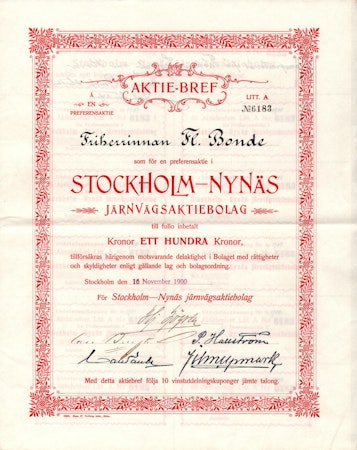 AKTIE-BREF
Å
EN
PREFERENSAKTIE
LITT. A
№6183
Friherrinnan Fl. Bonde
som för en preferensaktie i
STOCKHOLM—NYNÄS
JÄRNVÄGSAKTIEBOLAG
till fullo inbetalt
Kronor ETT HUNDRA Kronor,
tillförsäkras härigenom motsvarande delaktighet i Bolaget med rättigheter
och skyldigheter enligt gällande lag och bolagsordning.
Stockholm den 16 November 1900
För Stockholm—Nynäs järnvägsaktiebolag
Med detta aktiebref följa 10 vinstutdelningskuponger jämte talong.